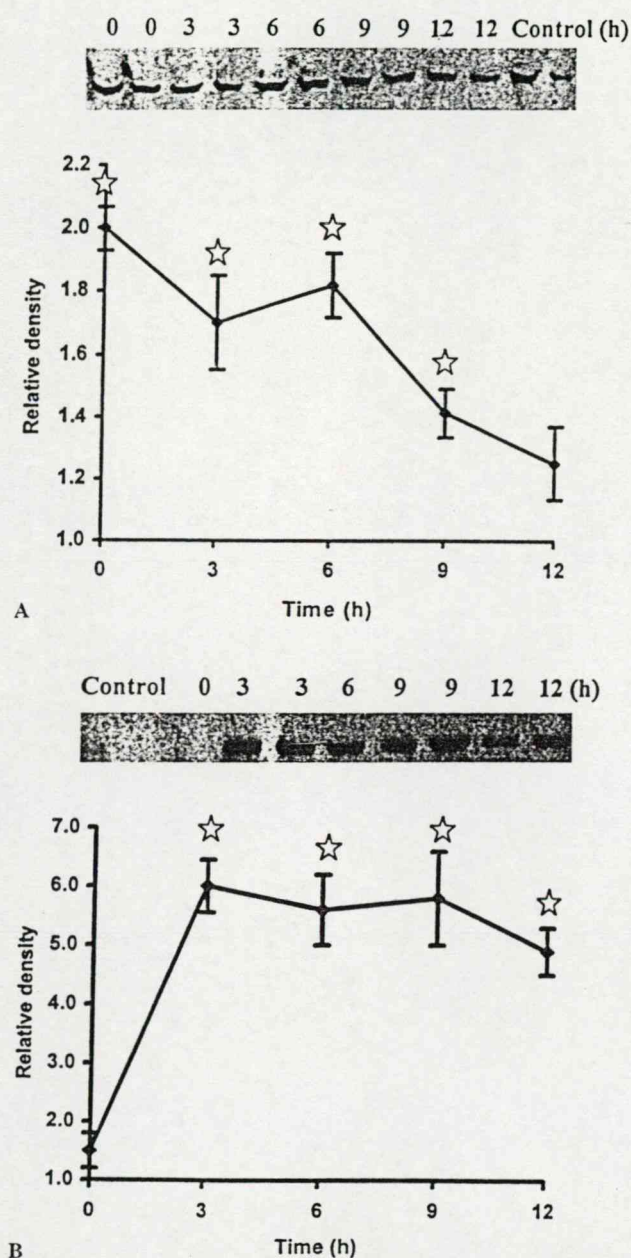 0 0 3 3 6 6 9 9 12 12 Control (h)
2.2
2.0
1.8
1.6
1.4
1.2
1.0
Relative density
0 3 6 9 12
Time (h)
A
Control 0 3 3 6 9 9 12 12 (h)
7.0
6.0
5.0
4.0
3.0
2.0
1.0
Relative density
0 3 6 9 12
Time (h)
B